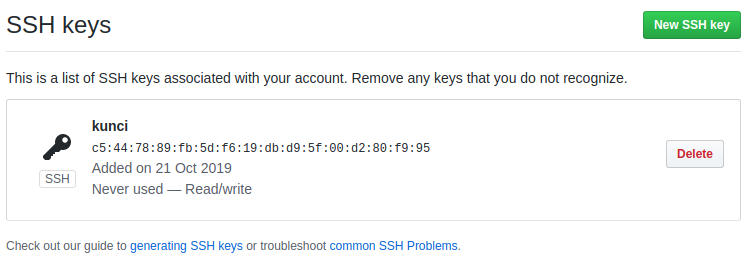 SSH keys
New SSH key
This is a list of SSH keys associated with your account. Remove any keys that you do not recognize.
kunci
c5:44:78:89:fb:5d:f6:19:db:d9:5f:00:d2:80:f9:95
Added on 21 Oct 2019
Never used — Read/write
SSH
Delete
Check out our guide to generating SSH keys or troubleshoot common SSH Problems.